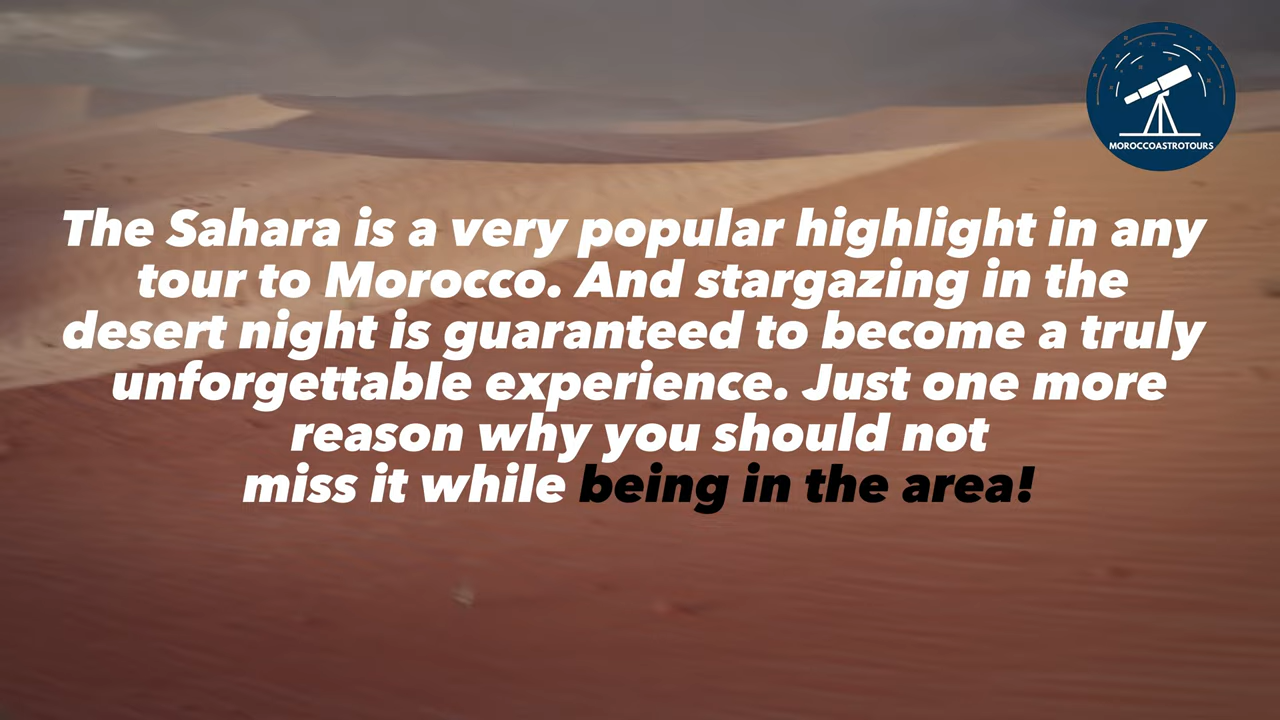 MOROCCOASTROTOURS
The Sahara is a very popular highlight in any
tour to Morocco. And stargazing in the
desert night is guaranteed to become a truly
unforgettable experience. Just one more
reason why you should not
miss it while being in the area!